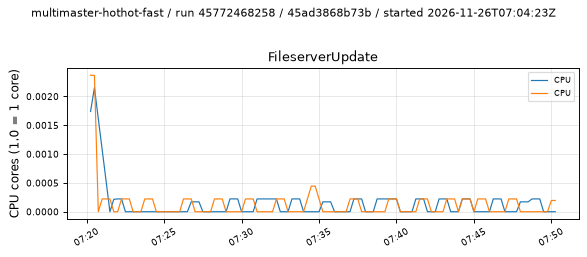 multimaster-hothot-fast / run 45772468258 / 45ad3868b73b / started 2026-11-26T07:04:23Z
FileserverUpdate
CPU cores (1.0 = 1 core)
0.0020
0.0015
0.0010
0.0005
0.0000
CPU
CPU
07:20
07:25
07:30
07:35
07:40
07:45
07:50